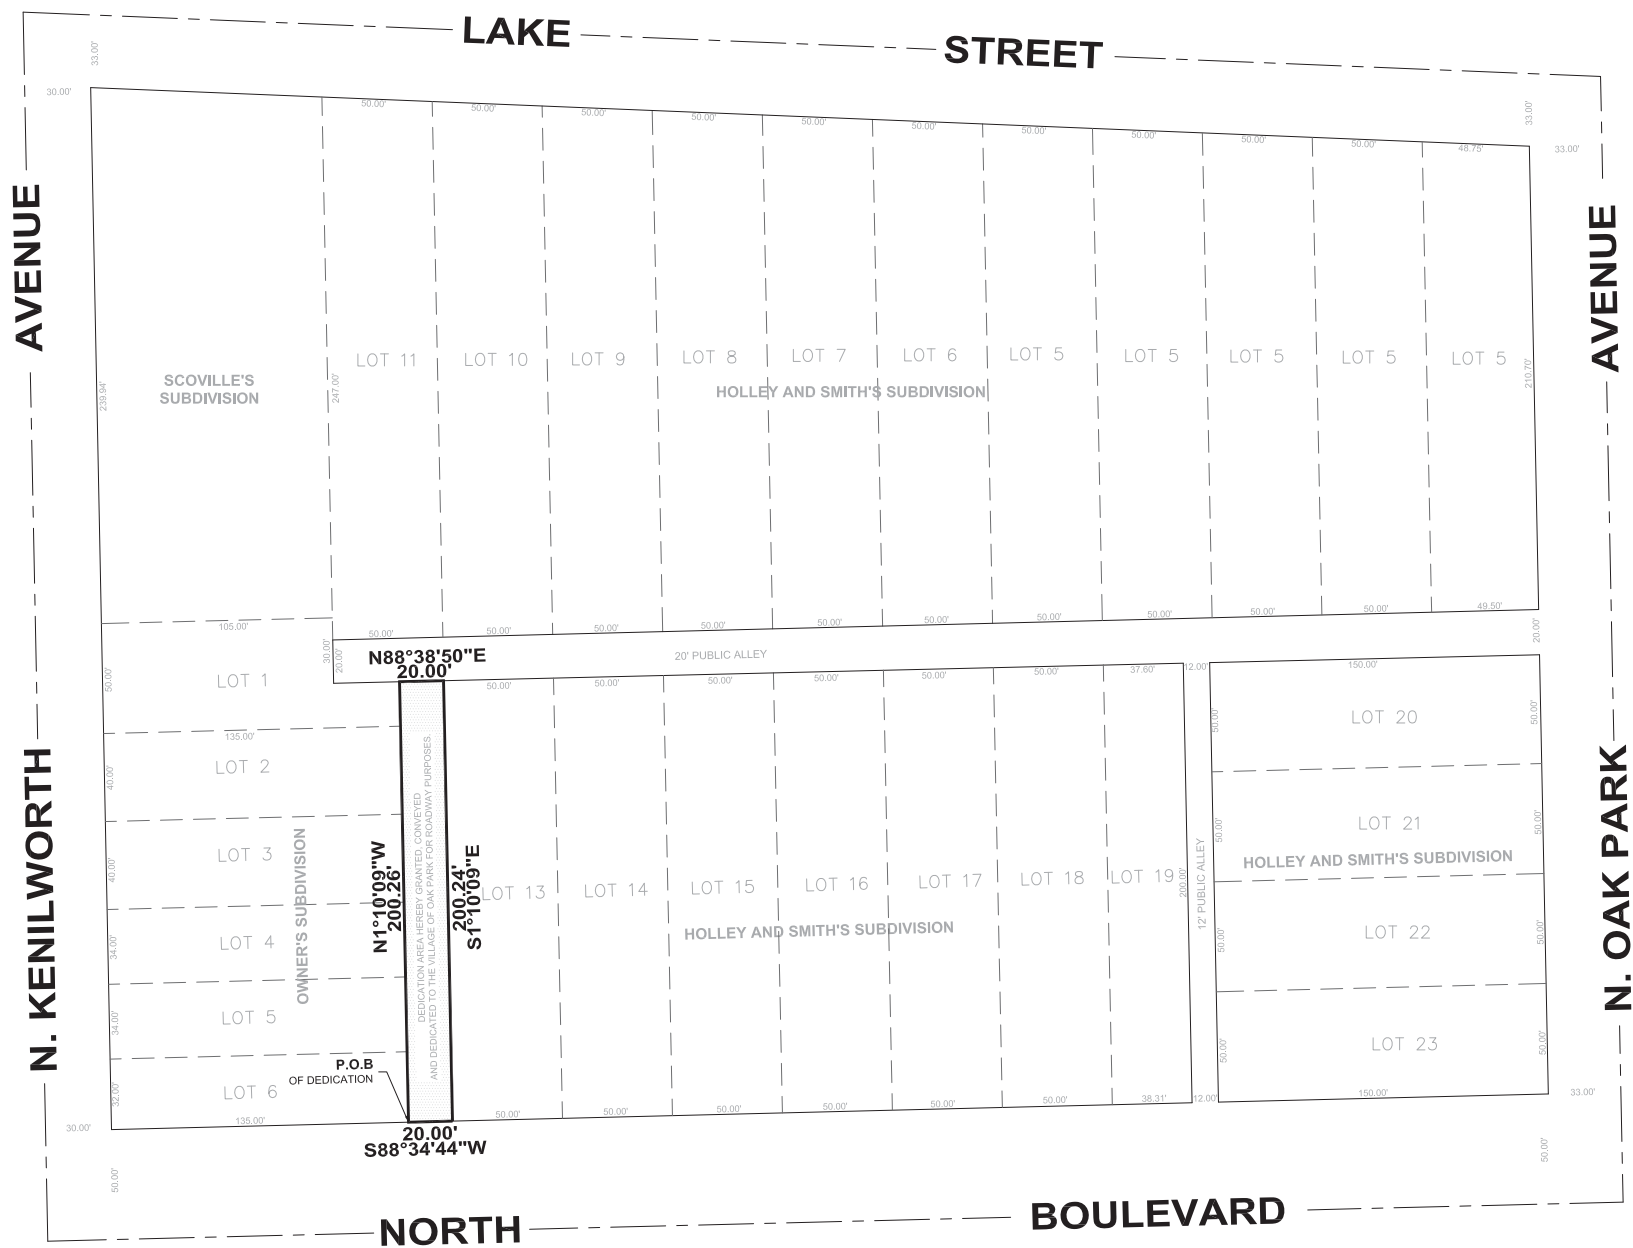 LAKE STREET
33.00'
30.00'
50.00'
50.00'
50.00'
50.00'
50.00'
50.00'
50.00'
50.00'
50.00'
50.00'
48.75'
33.00'
33.00'
AVENUE
AVENUE
239.94'
SCOVILLE'S
SUBDIVISION
247.00'
LOT 11
LOT 10
LOT 9
LOT 8
LOT 7
LOT 6
LOT 5
LOT 5
LOT 5
LOT 5
LOT 5
HOLLEY AND SMITH'S SUBDIVISION
210.70'
105.00'
50.00'
50.00'
50.00'
50.00'
50.00'
50.00'
50.00'
50.00'
50.00'
50.00'
49.50'
30.00'
20.00'
20' PUBLIC ALLEY
20.00'
N88°38'50"E
20.00'
50.00'
50.00'
50.00'
50.00'
50.00'
50.00'
37.60'
12.00'
150.00'
50.00'
LOT 1
135.00'
40.00'
LOT 2
40.00'
LOT 3
34.00'
LOT 4
34.00'
LOT 5
32.00'
LOT 6
135.00'
OWNER'S SUBDIVISION
N1°10'09"W
200.26'
DEDICATION AREA HEREBY GRANTED, CONVEYED
AND DEDICATED TO THE VILLAGE OF OAK PARK FOR ROADWAY PURPOSES.
200.24'
S1°10'09"E
LOT 13
LOT 14
LOT 15
LOT 16
LOT 17
LOT 18
LOT 19
HOLLEY AND SMITH'S SUBDIVISION
200.00'
12' PUBLIC ALLEY
50.00'
LOT 20
50.00'
50.00'
LOT 21
50.00'
HOLLEY AND SMITH'S SUBDIVISION
50.00'
LOT 22
50.00'
50.00'
LOT 23
50.00'
N. KENILWORTH
N. OAK PARK
P.O.B
OF DEDICATION
20.00'
S88°34'44"W
50.00'
50.00'
50.00'
50.00'
50.00'
50.00'
38.31'
12.00'
150.00'
33.00'
30.00'
50.00'
50.00'
NORTH BOULEVARD